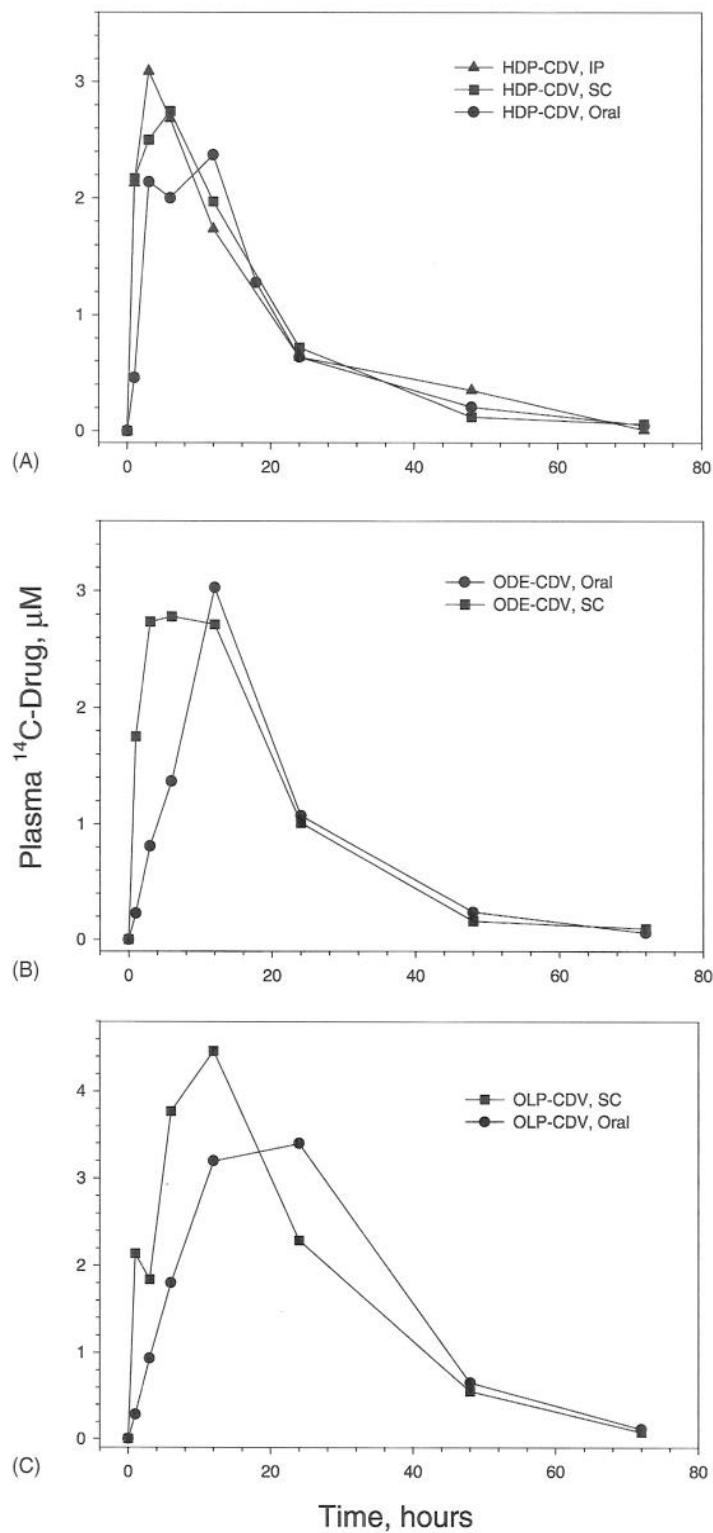 HDP-CDV, IP
HDP-CDV, SC
HDP-CDV, Oral
3
2
1
0
(A)
0 20 40 60 80
ODE-CDV, Oral
ODE-CDV, SC
3
2
1
0
(B)
0 20 40 60 80
Plasma ¹⁴C-Drug, μM
OLP-CDV, SC
OLP-CDV, Oral
4
3
2
1
0
(C)
0 20 40 60 80
Time, hours